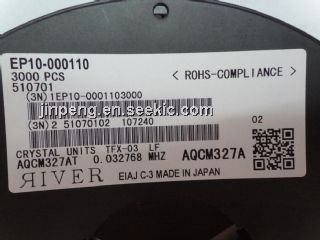 EP10-000110
3000 PCS
510701
< ROHS-COMPLIANCE >
(3N)1EP10-0001103000
jinpeng.en.seekic.com
(3N)2 51070102 107240
02
CRYSTAL UNITS TFX-03 LF
AQCM327AT 0.032768 MHZ AQCM327A
RIVER EIAJ C-3 MADE IN JAPAN